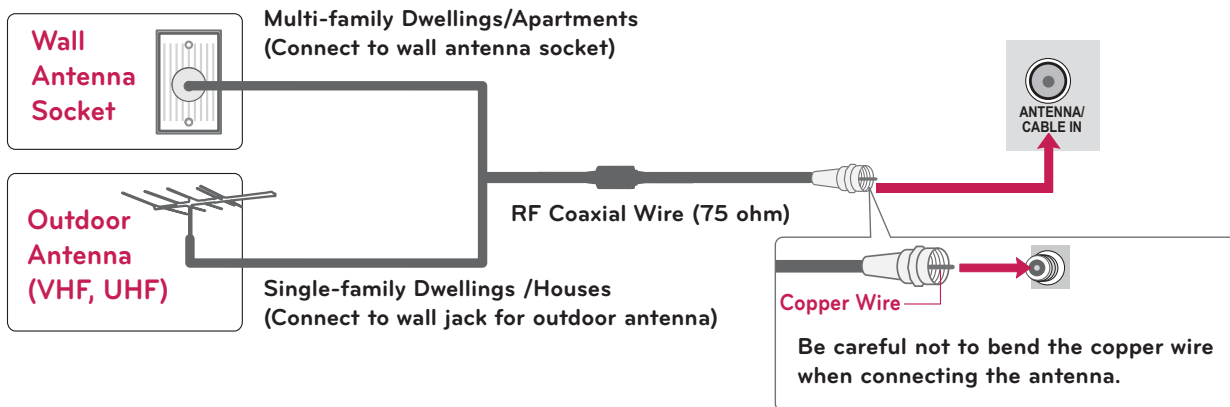 Wall
Antenna
Socket
Multi-family Dwellings/Apartments
(Connect to wall antenna socket)
ANTENNA/
CABLE IN
Outdoor
Antenna
(VHF, UHF)
RF Coaxial Wire (75 ohm)
Single-family Dwellings /Houses
(Connect to wall jack for outdoor antenna)
Copper Wire
Be careful not to bend the copper wire
when connecting the antenna.